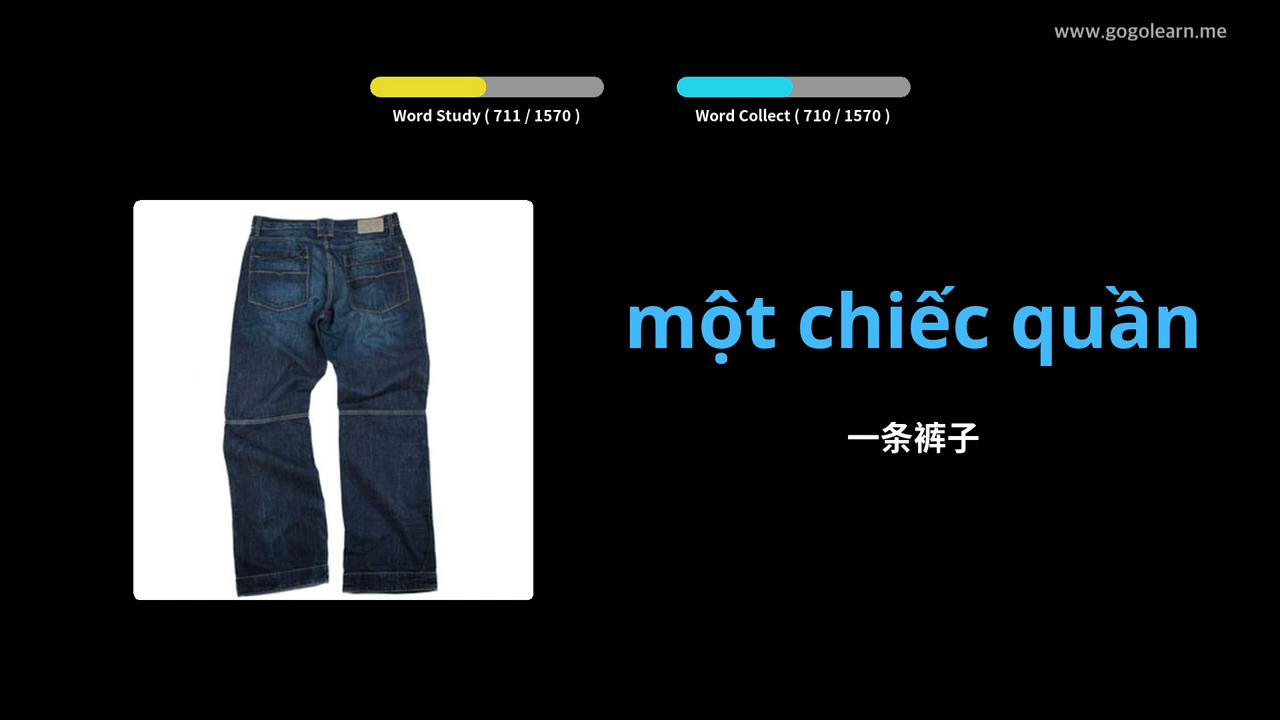 www.gogolearn.me
Word Study ( 711 / 1570 )
Word Collect ( 710 / 1570 )
một chiếc quần
一条裤子